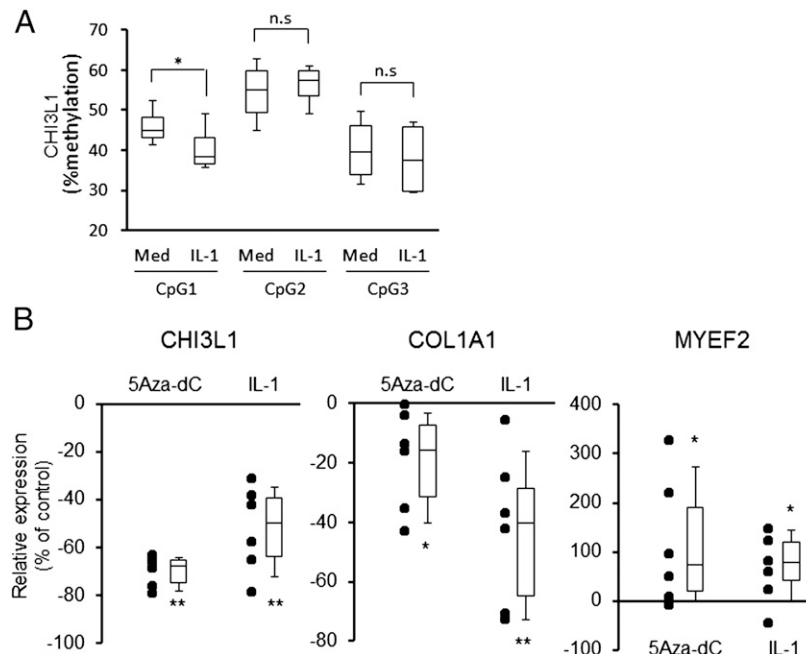 A
CHI3L1
(%methylation)
70
60
50
40
30
20
*
n.s
n.s
Med IL-1 Med IL-1 Med IL-1
CpG1 CpG2 CpG3
B
CHI3L1 COL1A1 MYEF2
Relative expression
(% of control)
5Aza-dC IL-1
0
-20
-40
-60
-80
-100
** **
5Aza-dC IL-1
0
-20
-40
-60
-80
*
**
400
300
200
100
0
-100
*
*
5Aza-dC IL-1